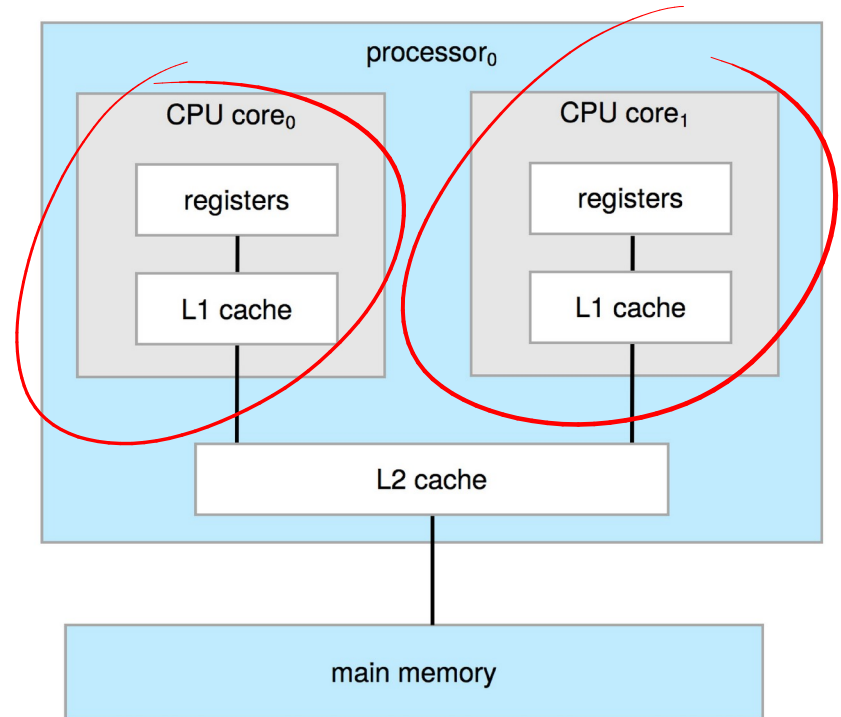 processor₀
CPU core₀
CPU core₁
registers
registers
L1 cache
L1 cache
L2 cache
main memory